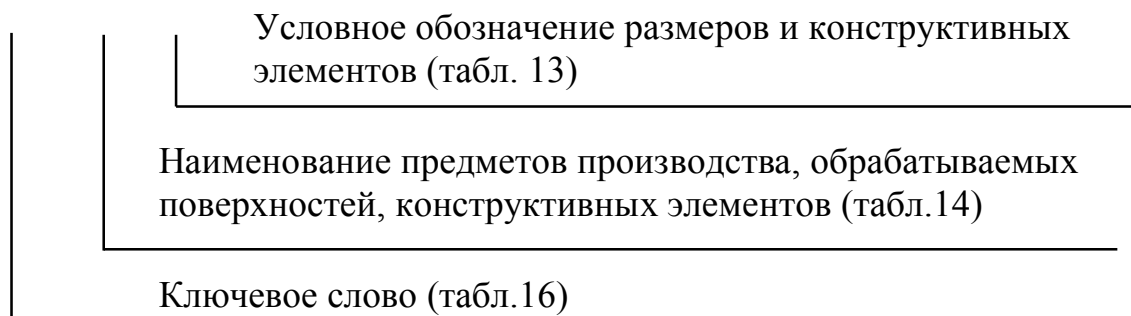 Условное обозначение размеров и конструктивных
элементов (табл. 13)
Наименование предметов производства, обрабатываемых
поверхностей, конструктивных элементов (табл.14)
Ключевое слово (табл.16)